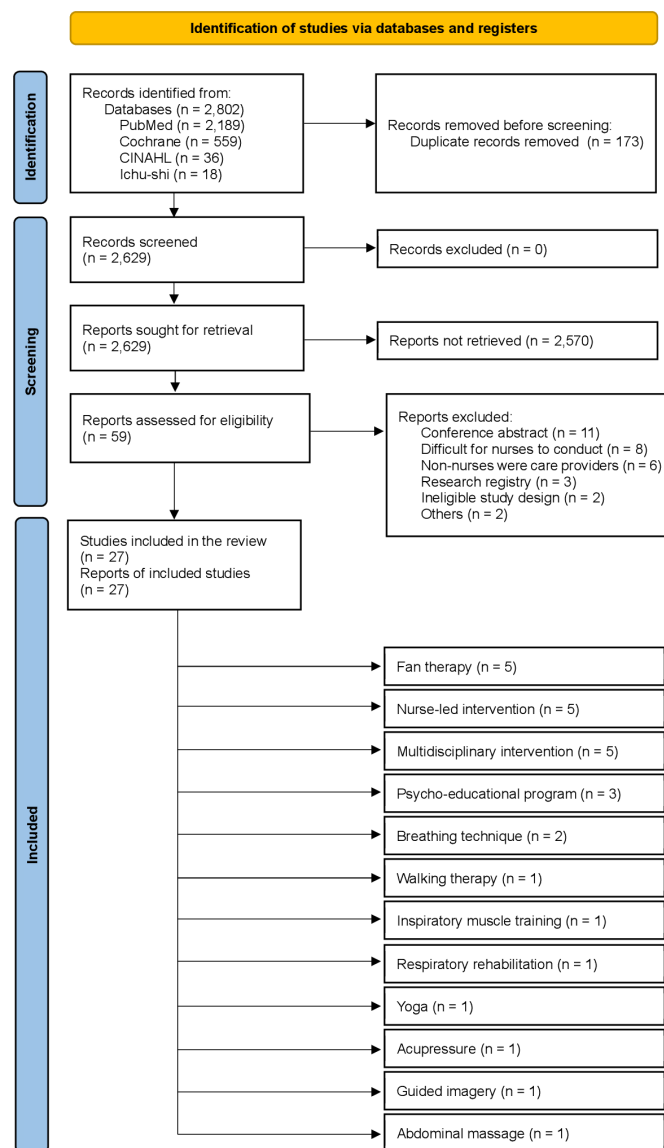 Identification of studies via databases and registers
Identification
Records identified from:
Databases (n = 2,802)
PubMed (n = 2,189)
Cochrane (n = 559)
CINAHL (n = 36)
Ichu-shi (n = 18)
Records removed before screening:
Duplicate records removed (n = 173)
Screening
Records screened
(n = 2,629)
Records excluded (n = 0)
Reports sought for retrieval
(n = 2,629)
Reports not retrieved (n = 2,570)
Reports assessed for eligibility
(n = 59)
Reports excluded:
Conference abstract (n = 11)
Difficult for nurses to conduct (n = 8)
Non-nurses were care providers (n = 6)
Research registry (n = 3)
Ineligible study design (n = 2)
Others (n = 2)
Included
Studies included in the review
(n = 27)
Reports of included studies
(n = 27)
Fan therapy (n = 5)
Nurse-led intervention (n = 5)
Multidisciplinary intervention (n = 5)
Psycho-educational program (n = 3)
Breathing technique (n = 2)
Walking therapy (n = 1)
Inspiratory muscle training (n = 1)
Respiratory rehabilitation (n = 1)
Yoga (n = 1)
Acupressure (n = 1)
Guided imagery (n = 1)
Abdominal massage (n = 1)